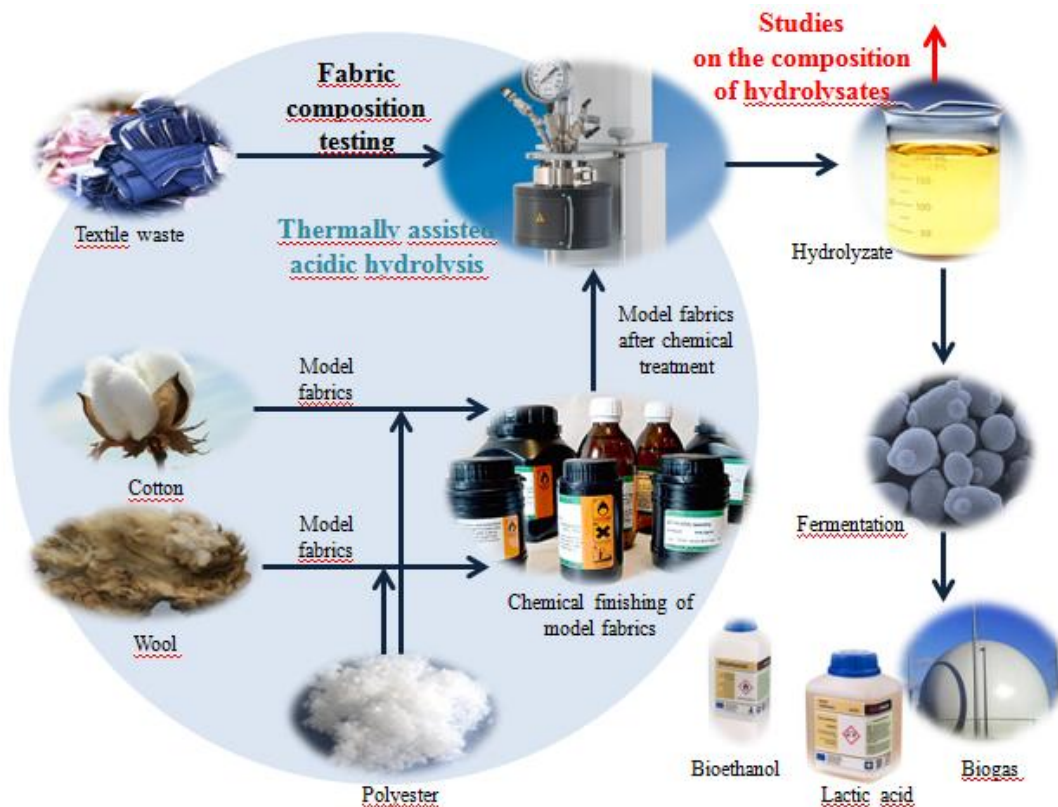 Studies
on the composition
of hydrolysates
Fabric
composition
testing
Textile waste
Thermally assisted
acidic hydrolysis
Hydrolyzate
Model fabrics
after chemical
treatment
Model
fabrics
Cotton
Model
fabrics
Fermentation
Wool
Chemical finishing of
model fabrics
Polyester
Bioethanol
Lactic acid
Biogas